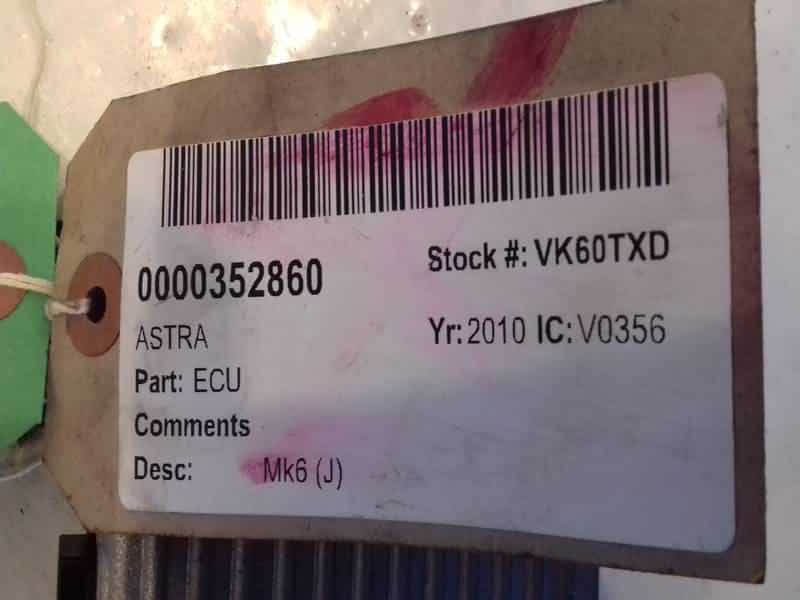 0000352860
Stock #: VK60TXD
ASTRA
Yr: 2010 IC: V0356
Part: ECU
Comments
Desc: Mk6 (J)